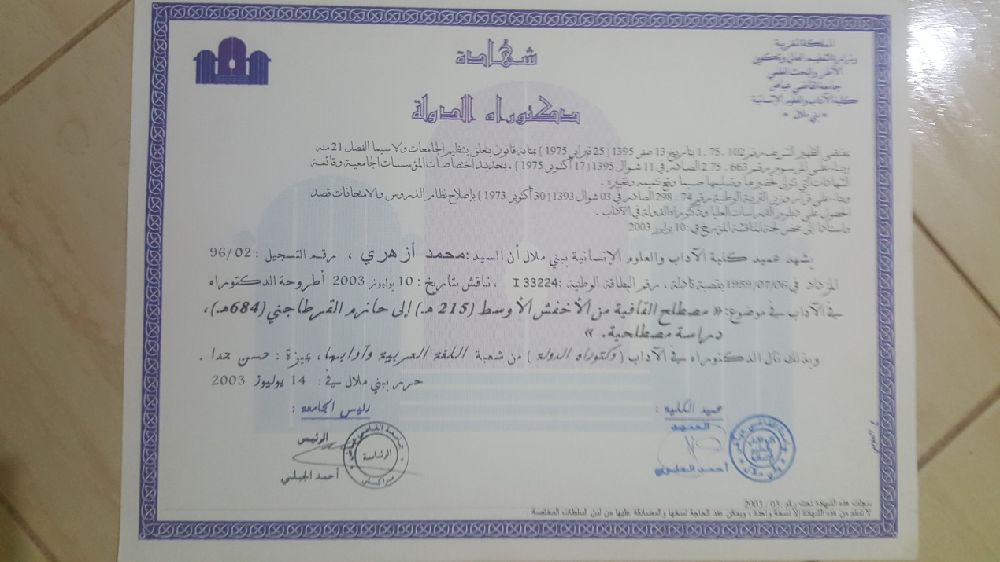 المملكة المغربية
وزارة التعليم العالي وتكوين
الأطر والبحث العلمي
جامعة القاضي عياض
كلية الآداب والعلوم الإنسانية
* بني ملال *
شهادة
دكتوراه الدولة
بمقتضى الظهير الشريف رقم 102 . 75 . 1 بتاريخ 13 صفر 1395 ( 25 فبراير 1975 ) بمثابة قانون يتعلق بتنظيم الجامعات ولا سيما الفصل 21 منه
وبناء على المرسوم رقم 663 . 75 . 2 الصادر في 11 شوال 1395 ( 17 أكتوبر 1975 ) ، بتحديد اختصاصات المؤسسات الجامعية وقائمة
الشهادات التي تتولى تحضيرها وتسليمها حسبما وقع تتميمه وتغييره .
وبناء على قرار وزير التربية الوطنية رقم 74 . 298 الصادر في 03 شوال 1393 ( 30 أكتوبر 1973 ) بإصلاح نظام الدروس والامتحانات قصد
الحصول على دبلوم الدراسات العليا ودكتوراه الدولة في الآداب .
واستنادا إلى محضر لجنة المناقشة المؤرخ في : 10 يوليوز 2003
يشهد عميد كلية الآداب والعلوم الإنسانية ببني ملال أن السيد : محمد أزهري ، رقم التسجيل : 96/02
المزداد في 1959/07/06 بقصبة تادلة ، رقم البطاقة الوطنية : I 33224 ، ناقش بتاريخ : 10 يوليوز 2003 أطروحة الدكتوراه
في الآداب في موضوع : « مصطلح القافية من الأخفش الأوسط (215 هـ) إلى حازم القرطاجني (684هـ)،
دراسة مصطلحية. »
وبذلك نال الدكتوراه في الآداب ( دكتوراه الدولة ) من شعبة اللغة العربية وآدابها ، بميزة : حسن جدا .
حرر ببني ملال في : 14 يوليوز 2003
عميد الكلية :
العميد
رئيس الجامعة :
الرئيس
أحمد الجبلي
جامعة القاضي عياض
الرئاسة
مراكش
سجلت هذه الشهادة تحت رقم : 03 / 2003
لا تسلم من هذه الشهادة إلا نسخة واحدة ، ويمكن عند الحاجة نسخها والمصادقة عليها من لدن السلطات المختصة .